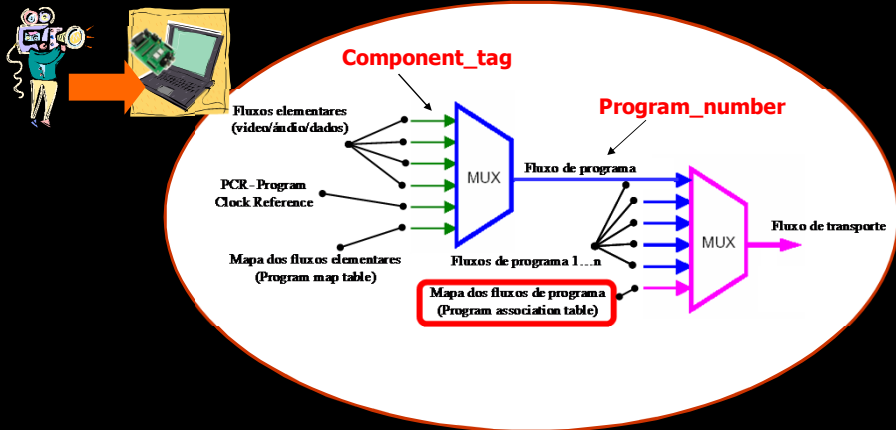 Component_tag
Program_number
Fluxos elementares
(video/áudio/dados)
MUX
Fluxo de programa
PCR-Program
Clock Reference
MUX
Fluxo de transporte
Mapa dos fluxos elementares
(Program map table)
Fluxos de programa 1...n
Mapa dos fluxos de programa
(Program association table)